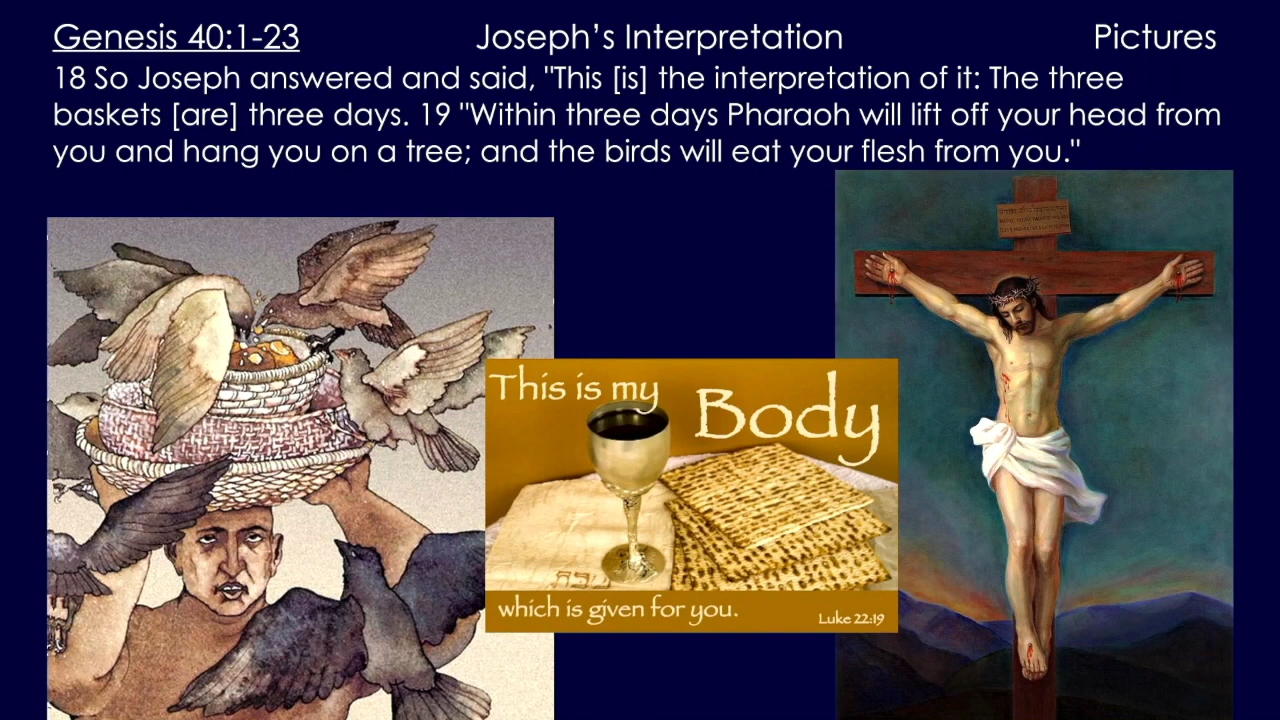 Genesis 40:1-23 Joseph’s Interpretation Pictures
18 So Joseph answered and said, "This [is] the interpretation of it: The three
baskets [are] three days. 19 "Within three days Pharaoh will lift off your head from
you and hang you on a tree; and the birds will eat your flesh from you."
This is my Body
which is given for you.
Luke 22:19